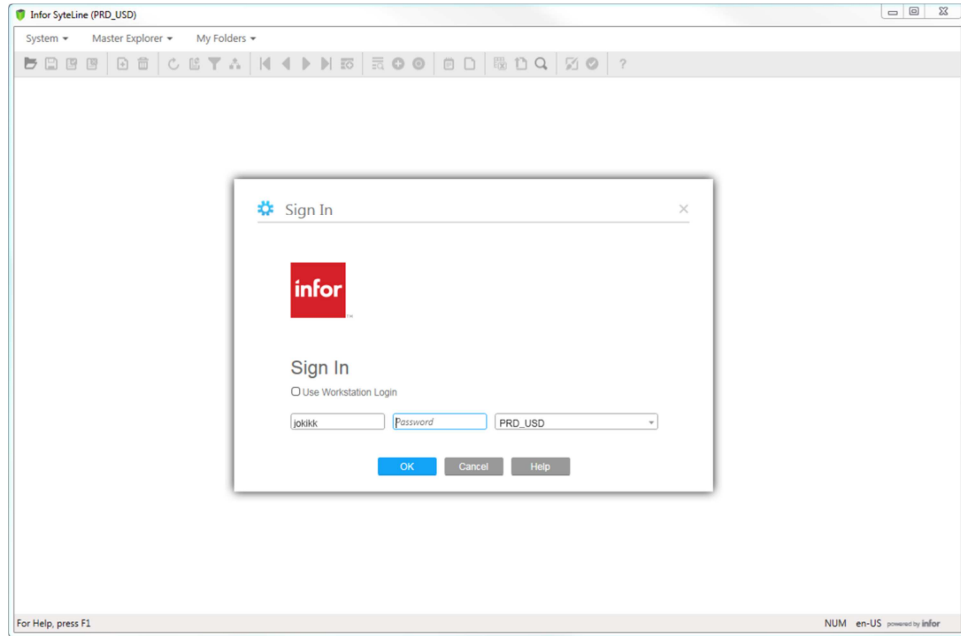 Infor SyteLine (PRD_USD)
System Master Explorer My Folders
?
Sign In
infor
TM
Sign In
Use Workstation Login
jokikk Password PRD_USD
OK Cancel Help
For Help, press F1 NUM en-US powered by infor